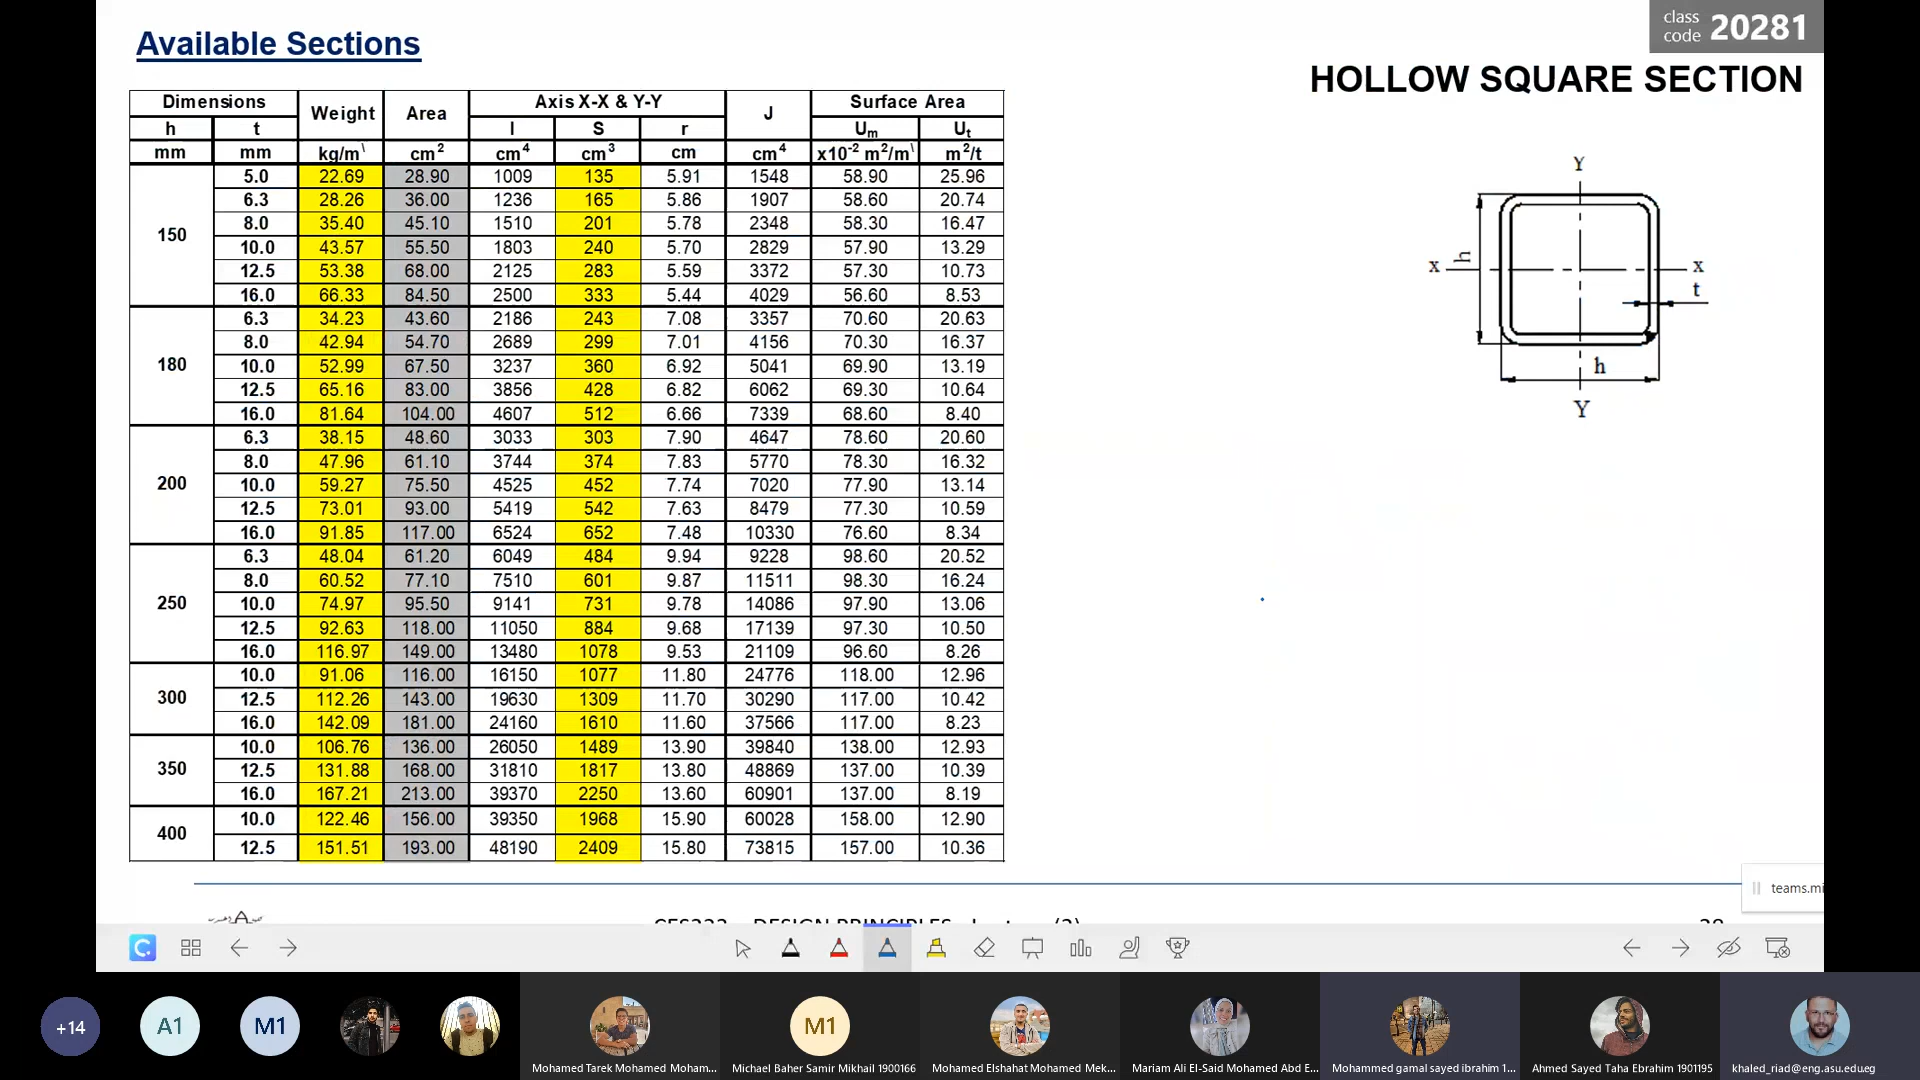 Available Sections
class
code 20281
HOLLOW SQUARE SECTION
Dimensions Weight Area Axis X-X & Y-Y J Surface Area
h t I S r Um Ut
mm mm kg/m\ cm2 cm4 cm3 cm cm4 x10-2 m2/m\ m2/t
150 5.0 22.69 28.90 1009 135 5.91 1548 58.90 25.96
6.3 28.26 36.00 1236 165 5.86 1907 58.60 20.74
8.0 35.40 45.10 1510 201 5.78 2348 58.30 16.47
10.0 43.57 55.50 1803 240 5.70 2829 57.90 13.29
12.5 53.38 68.00 2125 283 5.59 3372 57.30 10.73
16.0 66.33 84.50 2500 333 5.44 4029 56.60 8.53
180 6.3 34.23 43.60 2186 243 7.08 3357 70.60 20.63
8.0 42.94 54.70 2689 299 7.01 4156 70.30 16.37
10.0 52.99 67.50 3237 360 6.92 5041 69.90 13.19
12.5 65.16 83.00 3856 428 6.82 6062 69.30 10.64
16.0 81.64 104.00 4607 512 6.66 7339 68.60 8.40
200 6.3 38.15 48.60 3033 303 7.90 4647 78.60 20.60
8.0 47.96 61.10 3744 374 7.83 5770 78.30 16.32
10.0 59.27 75.50 4525 452 7.74 7020 77.90 13.14
12.5 73.01 93.00 5419 542 7.63 8479 77.30 10.59
16.0 91.85 117.00 6524 652 7.48 10330 76.60 8.34
250 6.3 48.04 61.20 6049 484 9.94 9228 98.60 20.52
8.0 60.52 77.10 7510 601 9.87 11511 98.30 16.24
10.0 74.97 95.50 9141 731 9.78 14086 97.90 13.06
12.5 92.63 118.00 11050 884 9.68 17139 97.30 10.50
16.0 116.97 149.00 13480 1078 9.53 21109 96.60 8.26
300 10.0 91.06 116.00 16150 1077 11.80 24776 118.00 12.96
12.5 112.26 143.00 19630 1309 11.70 30290 117.00 10.42
16.0 142.09 181.00 24160 1610 11.60 37566 117.00 8.23
350 10.0 106.76 136.00 26050 1489 13.90 39840 138.00 12.93
12.5 131.88 168.00 31810 1817 13.80 48869 137.00 10.39
16.0 167.21 213.00 39370 2250 13.60 60901 137.00 8.19
400 10.0 122.46 156.00 39350 1968 15.90 60028 158.00 12.90
12.5 151.51 193.00 48190 2409 15.80 73815 157.00 10.36
Y
x h x
t
h
Y
teams.mi
C.
+14 A1 M1 M1
Mohamed Tarek Mohamed Moham...
Michael Baher Samir Mikhail 1900166
Mohamed Elshahat Mohamed Mek...
Mariam Ali El-Said Mohamed Abd E...
Mohammed gamal sayed ibrahim 1...
Ahmed Sayed Taha Ebrahim 1901195
khaled_riad@eng.asu.edu.eg